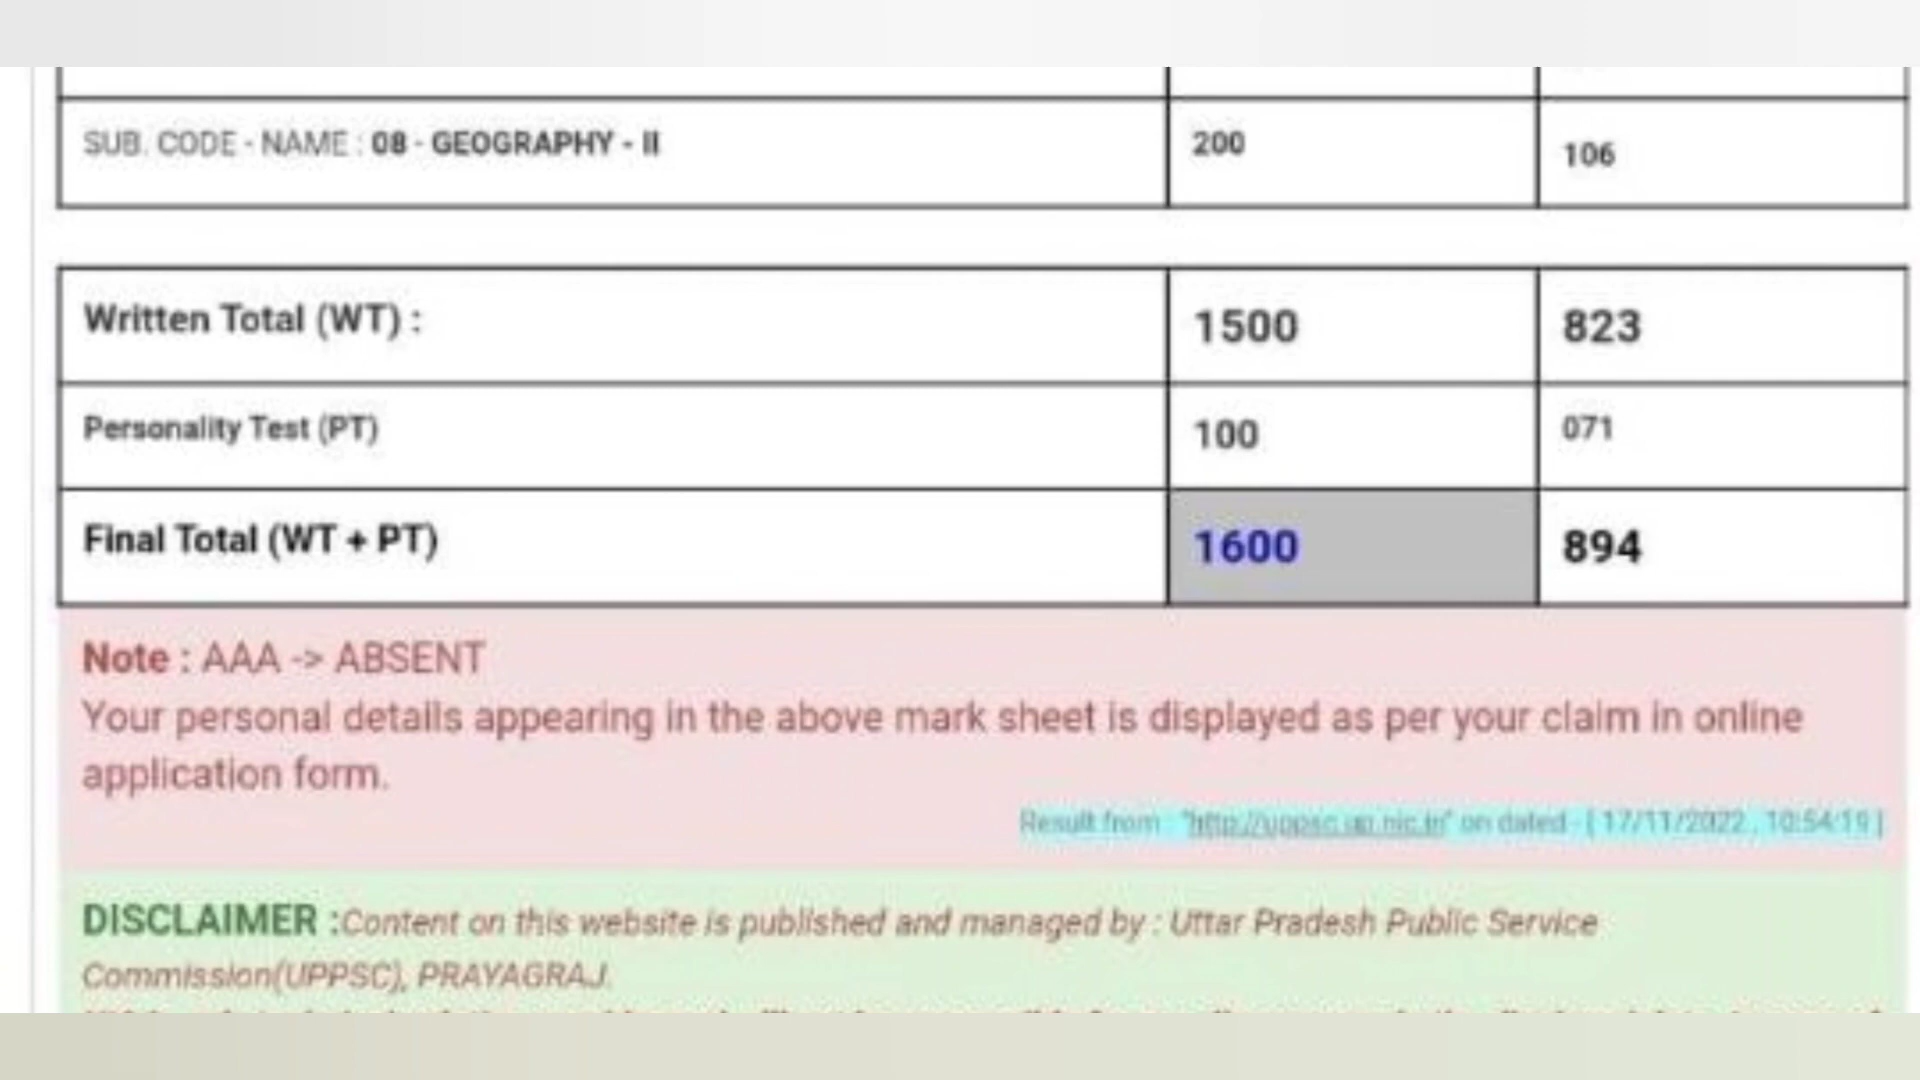 SUB. CODE - NAME : 08 - GEOGRAPHY - II 200 106
Written Total (WT) : 1500 823
Personality Test (PT) 100 071
Final Total (WT + PT) 1600 894
Note : AAA -> ABSENT
Your personal details appearing in the above mark sheet is displayed as per your claim in online
application form.
Result from : "http://uppsc.up.nic.in" on dated - [ 17/11/2022 , 10:54:19 ]
DISCLAIMER :Content on this website is published and managed by : Uttar Pradesh Public Service
Commission(UPPSC), PRAYAGRAJ.